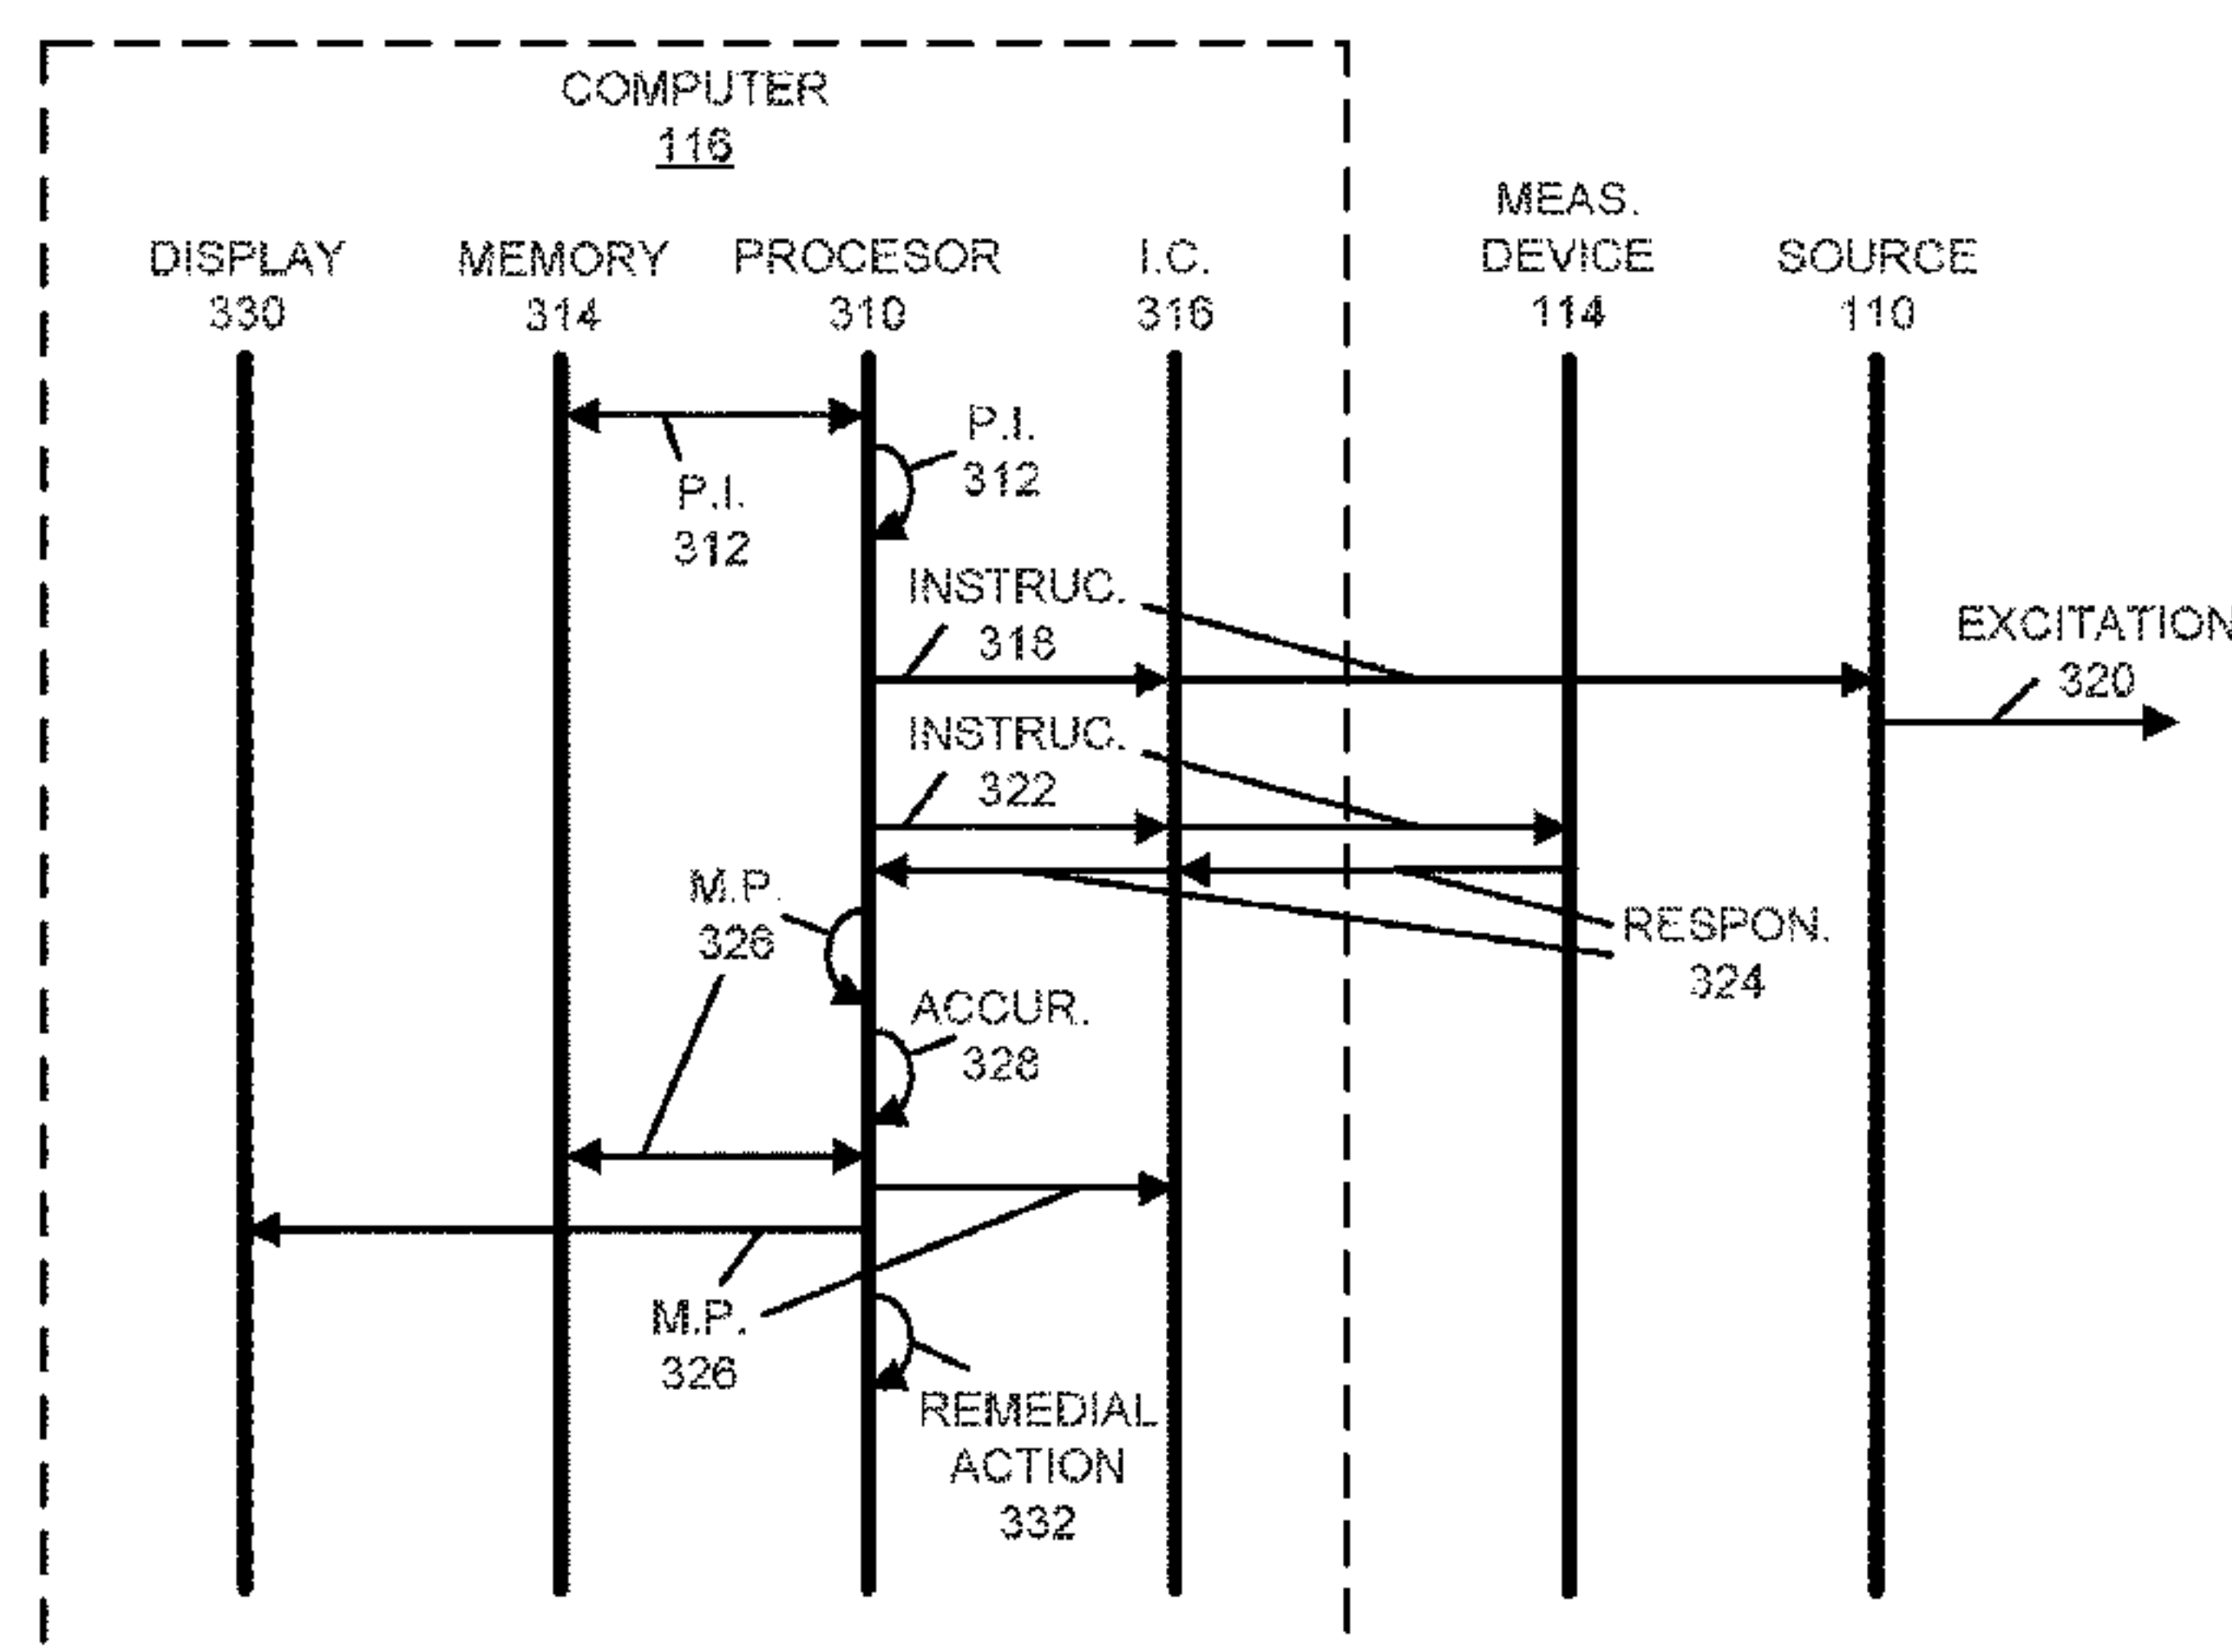 COMPUTER
116
MEAS.
DISPLAY MEMORY PROCESOR I.C. DEVICE SOURCE
330 314 310 316 114 110
P.I.
312
P.I.
312
INSTRUC.
318
EXCITATION
320
INSTRUC.
322
M.P.
326
RESPON.
324
ACCUR.
328
M.P.
326
REMEDIAL
ACTION
332